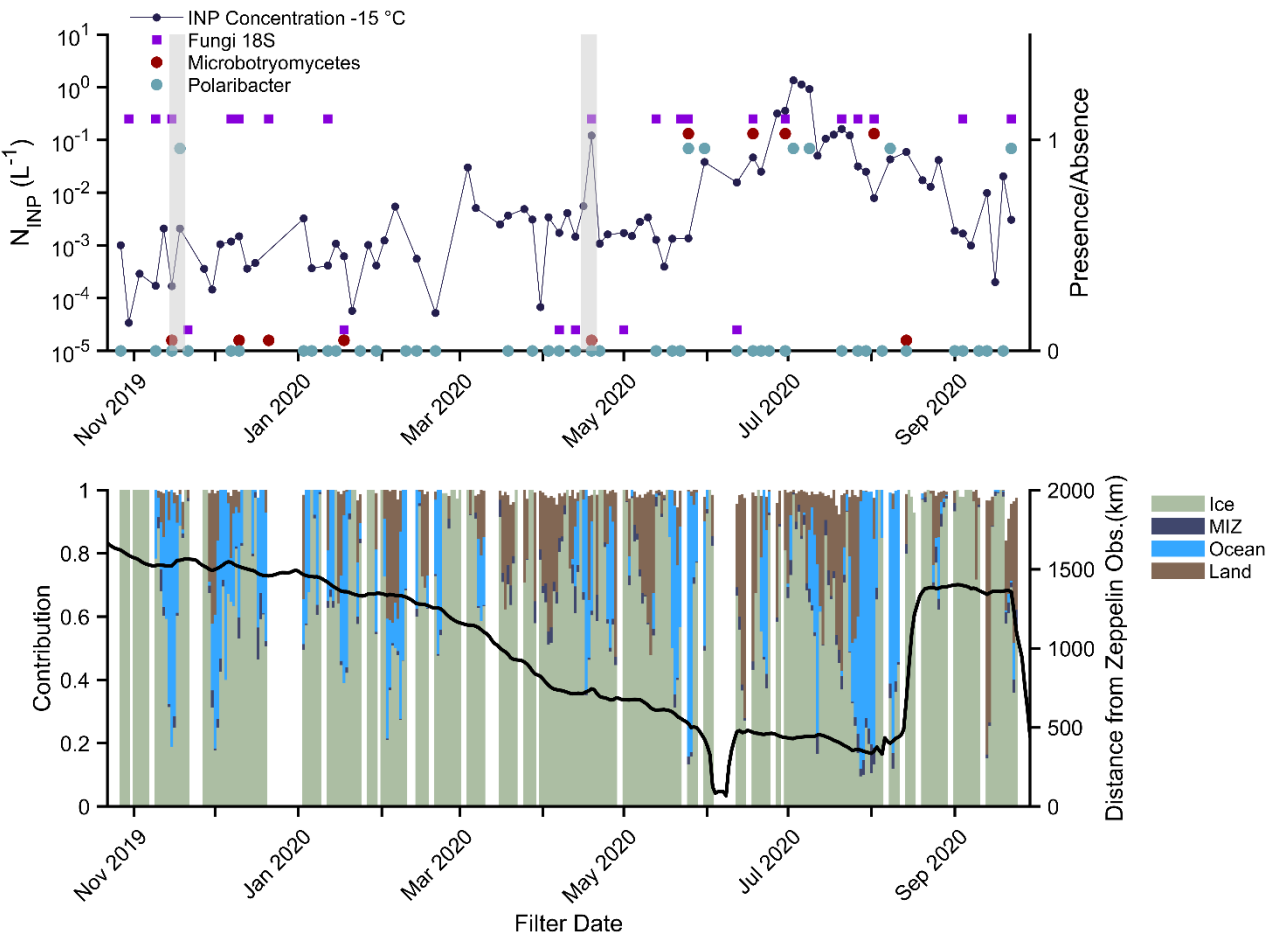 INP Concentration -15 °C
Fungi 18S
Microbotryomycetes
Polaribacter
10^1
10^0
10^-1
10^-2
10^-3
10^-4
10^-5
N_INP (L^-1)
1
0
Presence/Absence
Nov 2019
Jan 2020
Mar 2020
May 2020
Jul 2020
Sep 2020
1
0.8
0.6
0.4
0.2
0
Contribution
2000
1500
1000
500
0
Distance from Zeppelin Obs.(km)
Ice
MIZ
Ocean
Land
Nov 2019
Jan 2020
Mar 2020
May 2020
Jul 2020
Sep 2020
Filter Date